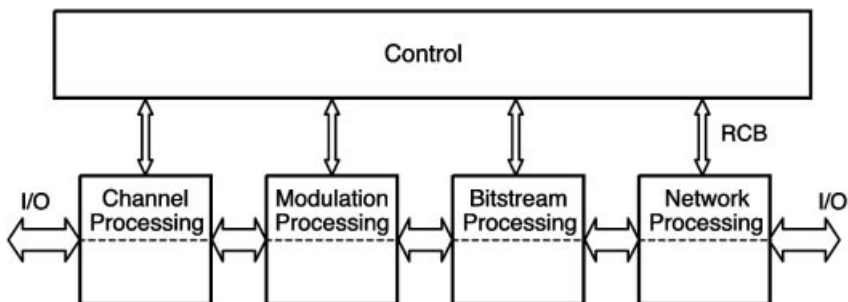 Control
RCB
I/O
Channel
Processing
Modulation
Processing
Bitstream
Processing
Network
Processing
I/O